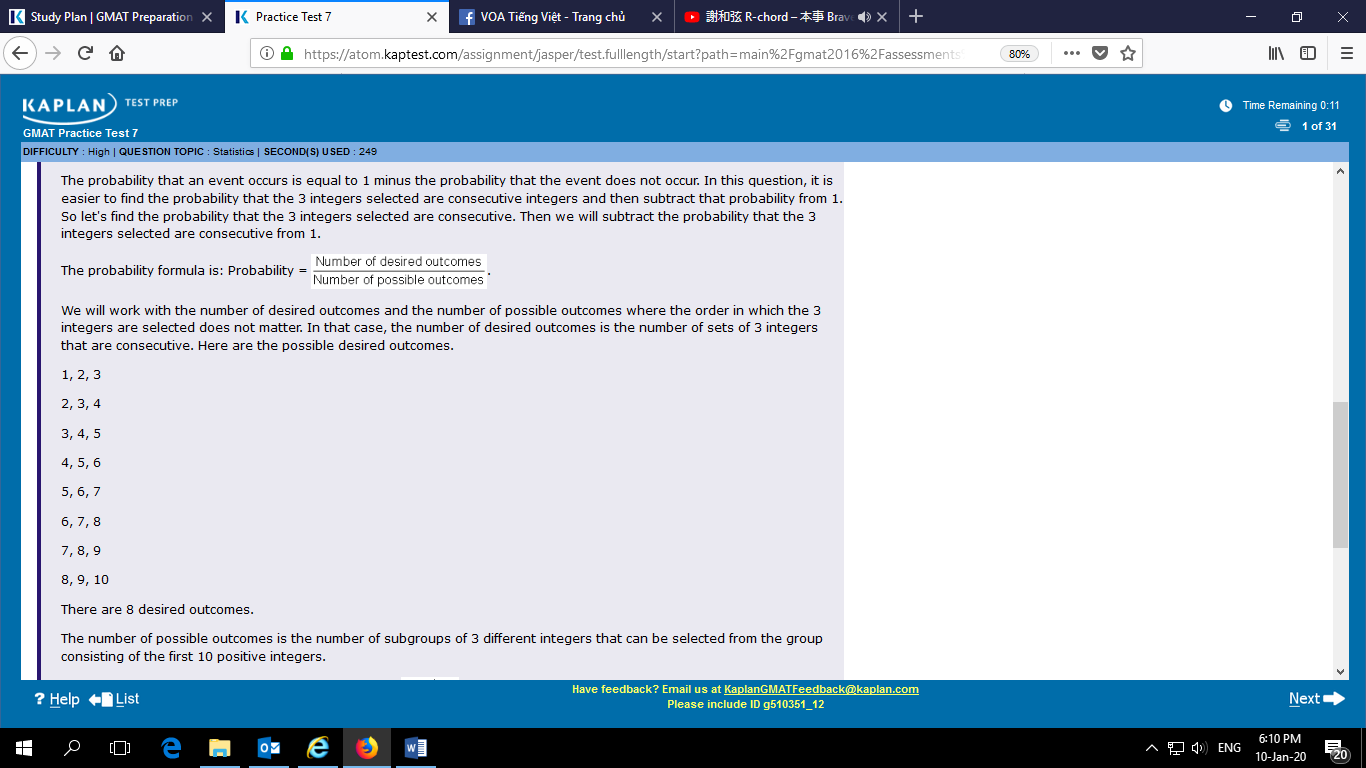 Study Plan | GMAT Preparation
Practice Test 7
VOA Tiếng Việt - Trang chủ
謝和弦 R-chord – 本事 Brav
https://atom.kaptest.com/assignment/jasper/test.fulllength/start?path=main%2Fgmat2016%2Fassessments
80%
KAPLAN TEST PREP
Time Remaining 0:11
GMAT Practice Test 7
1 of 31
DIFFICULTY : High | QUESTION TOPIC : Statistics | SECOND(S) USED : 249
The probability that an event occurs is equal to 1 minus the probability that the event does not occur. In this question, it is
easier to find the probability that the 3 integers selected are consecutive integers and then subtract that probability from 1.
So let's find the probability that the 3 integers selected are consecutive. Then we will subtract the probability that the 3
integers selected are consecutive from 1.
The probability formula is: Probability = Number of desired outcomes
Number of possible outcomes.
We will work with the number of desired outcomes and the number of possible outcomes where the order in which the 3
integers are selected does not matter. In that case, the number of desired outcomes is the number of sets of 3 integers
that are consecutive. Here are the possible desired outcomes.
1, 2, 3
2, 3, 4
3, 4, 5
4, 5, 6
5, 6, 7
6, 7, 8
7, 8, 9
8, 9, 10
There are 8 desired outcomes.
The number of possible outcomes is the number of subgroups of 3 different integers that can be selected from the group
consisting of the first 10 positive integers.
? Help
List
Have feedback? Email us at KaplanGMATFeedback@kaplan.com
Please include ID g510351_12
Next
ENG
6:10 PM
10-Jan-20
20